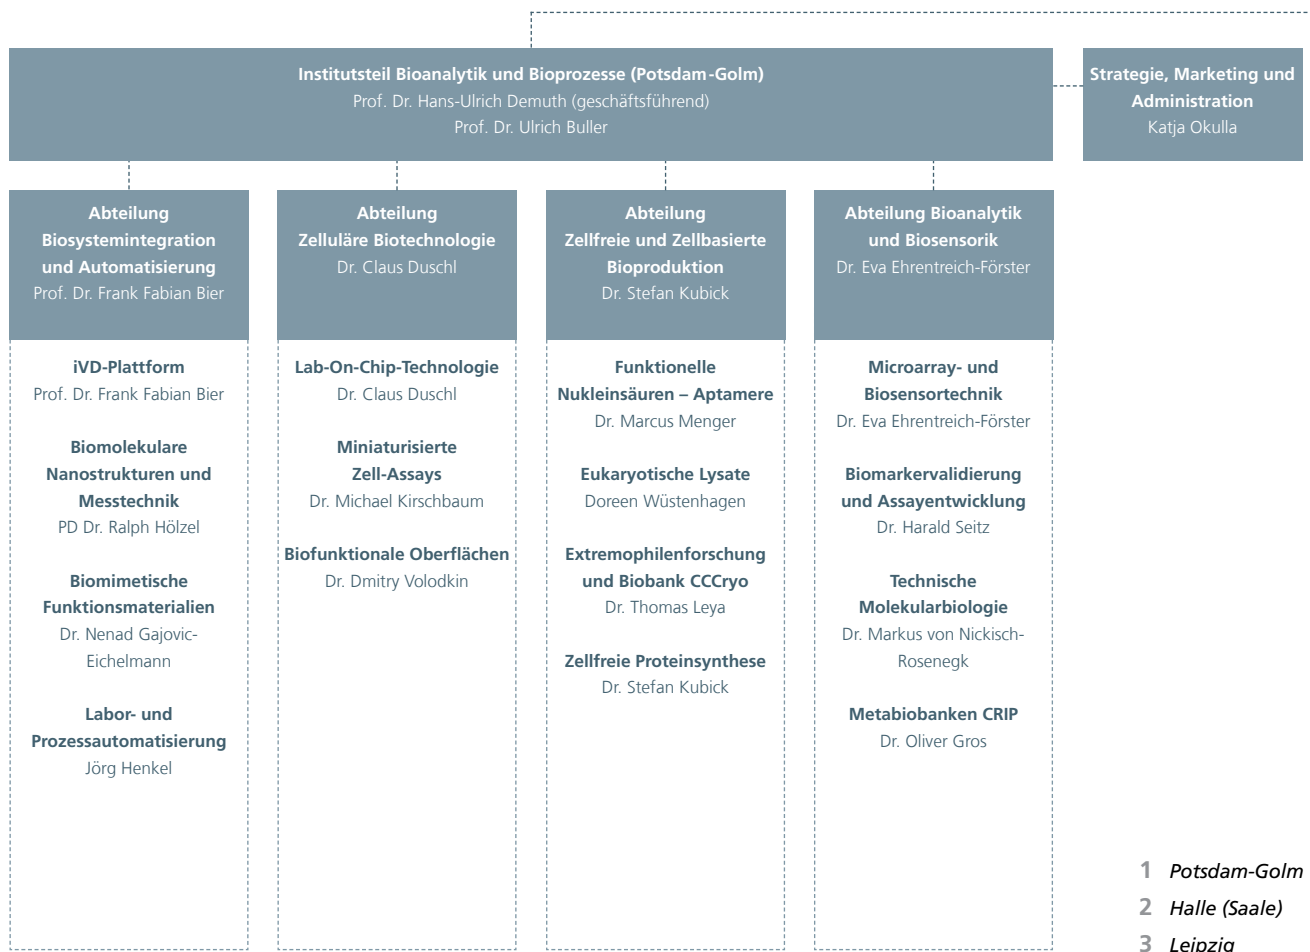 Institutsteil Bioanalytik und Bioprozesse (Potsdam-Golm)
Prof. Dr. Hans-Ulrich Demuth (geschäftsführend)
Prof. Dr. Ulrich Buller
Strategie, Marketing und
Administration
Katja Okulla
Abteilung
Biosystemintegration
und Automatisierung
Prof. Dr. Frank Fabian Bier
iVD-Plattform
Prof. Dr. Frank Fabian Bier
Biomolekulare
Nanostrukturen und
Messtechnik
PD Dr. Ralph Hölzel
Biomimetische
Funktionsmaterialien
Dr. Nenad Gajovic-
Eichelmann
Labor- und
Prozessautomatisierung
Jörg Henkel
Abteilung
Zelluläre Biotechnologie
Dr. Claus Duschl
Lab-On-Chip-Technologie
Dr. Claus Duschl
Miniaturisierte
Zell-Assays
Dr. Michael Kirschbaum
Biofunktionale Oberflächen
Dr. Dmitry Volodkin
Abteilung
Zellfreie und Zellbasierte
Bioproduktion
Dr. Stefan Kubick
Funktionelle
Nukleinsäuren – Aptamere
Dr. Marcus Menger
Eukaryotische Lysate
Doreen Wüstenhagen
Extremophilenforschung
und Biobank CCCryo
Dr. Thomas Leya
Zellfreie Proteinsynthese
Dr. Stefan Kubick
Abteilung Bioanalytik
und Biosensorik
Dr. Eva Ehrentreich-Förster
Microarray- und
Biosensortechnik
Dr. Eva Ehrentreich-Förster
Biomarkervalidierung
und Assayentwicklung
Dr. Harald Seitz
Technische
Molekularbiologie
Dr. Markus von Nickisch-
Rosenegk
Metabiobanken CRIP
Dr. Oliver Gros
1 Potsdam-Golm
2 Halle (Saale)
3 Leipzig